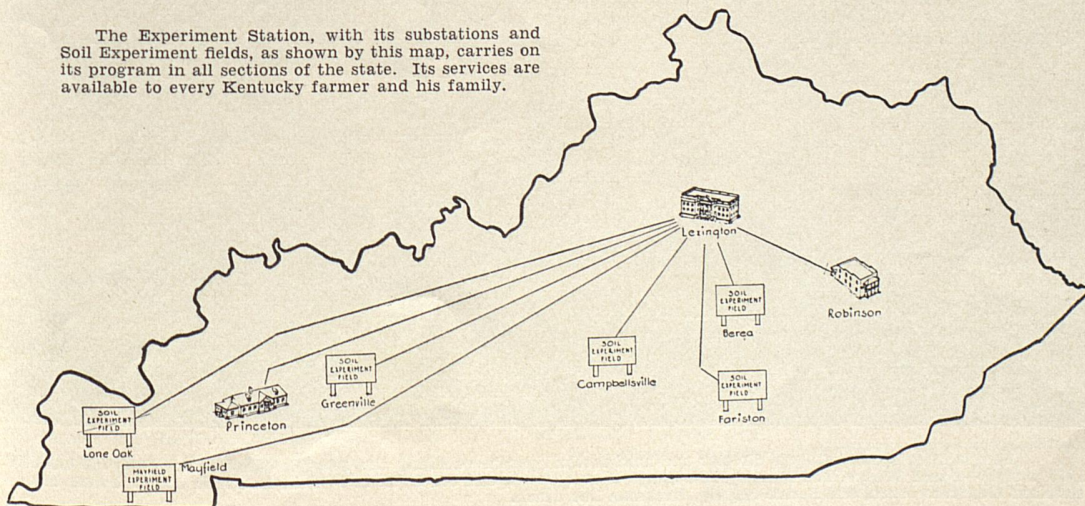 The Experiment Station, with its substations and
Soil Experiment fields, as shown by this map, carries on
its program in all sections of the state. Its services are
available to every Kentucky farmer and his family.
Lexington
Robinson
SOIL
EXPERIMENT
FIELD
Berea
SOIL
EXPERIMENT
FIELD
Campbellsville
SOIL
EXPERIMENT
FIELD
Greenville
SOIL
EXPERIMENT
FIELD
Fariston
Princeton
SOIL
EXPERIMENT
FIELD
Lone Oak
Mayfield
MAYFIELD
EXPERIMENT
FIELD